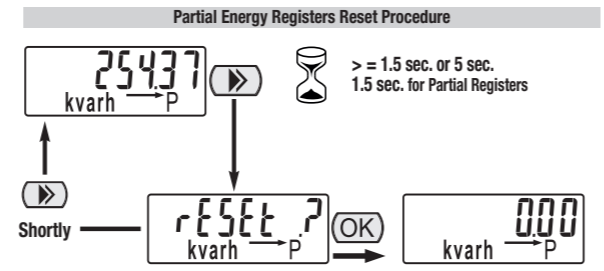 Partial Energy Registers Reset Procedure
254.37
kvarh P
> = 1.5 sec. or 5 sec.
1.5 sec. for Partial Registers
Shortly
rESEt .?
kvarh P
OK
0.00
kvarh P